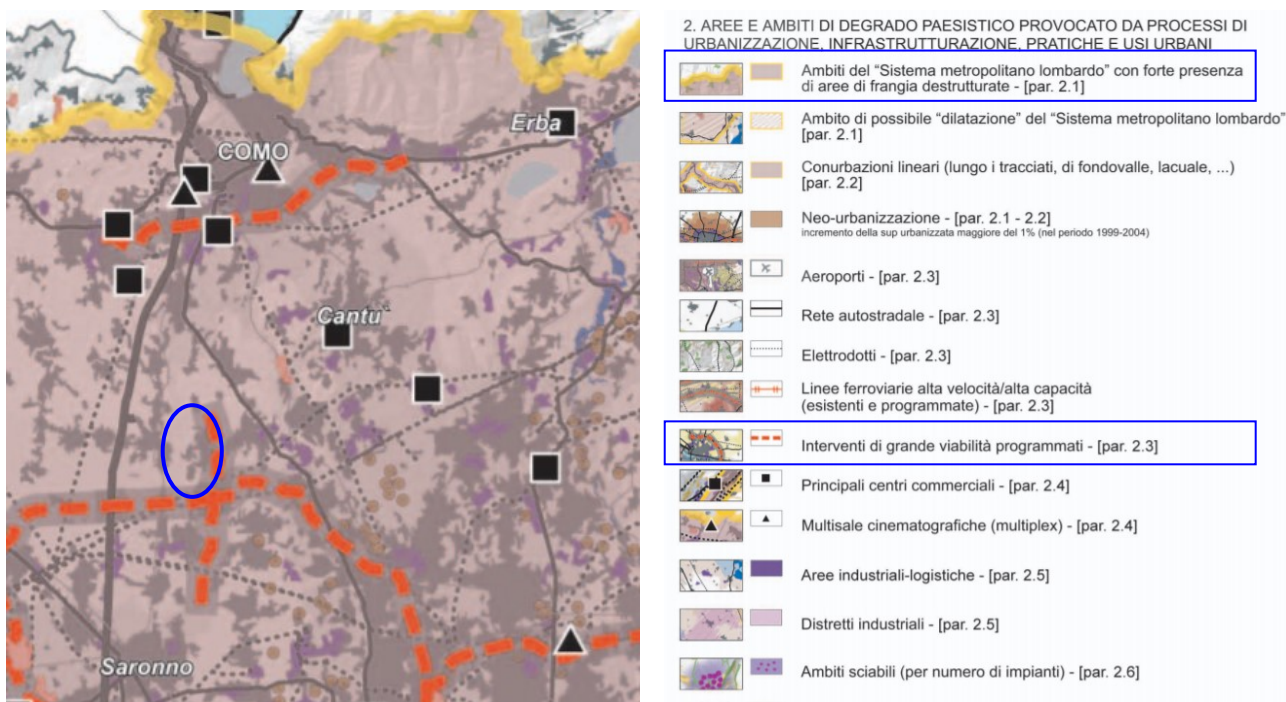 Erba
COMO
Cantu'
Saronno
2. AREE E AMBITI DI DEGRADO PAESISTICO PROVOCATO DA PROCESSI DI
URBANIZZAZIONE, INFRASTRUTTURAZIONE, PRATICHE E USI URBANI
Ambiti del “Sistema metropolitano lombardo” con forte presenza
di aree di frangia destrutturate - [par. 2.1]
Ambito di possibile “dilatazione” del “Sistema metropolitano lombardo”
[par. 2.1]
Conurbazioni lineari (lungo i tracciati, di fondovalle, lacuale, ...)
[par. 2.2]
Neo-urbanizzazione - [par. 2.1 - 2.2]
incremento della sup urbanizzata maggiore del 1% (nel periodo 1999-2004)
Aeroporti - [par. 2.3]
Rete autostradale - [par. 2.3]
Elettrodotti - [par. 2.3]
Linee ferroviarie alta velocità/alta capacità
(esistenti e programmate) - [par. 2.3]
Interventi di grande viabilità programmati - [par. 2.3]
Principali centri commerciali - [par. 2.4]
Multisale cinematografiche (multiplex) - [par. 2.4]
Aree industriali-logistiche - [par. 2.5]
Distretti industriali - [par. 2.5]
Ambiti sciabili (per numero di impianti) - [par. 2.6]